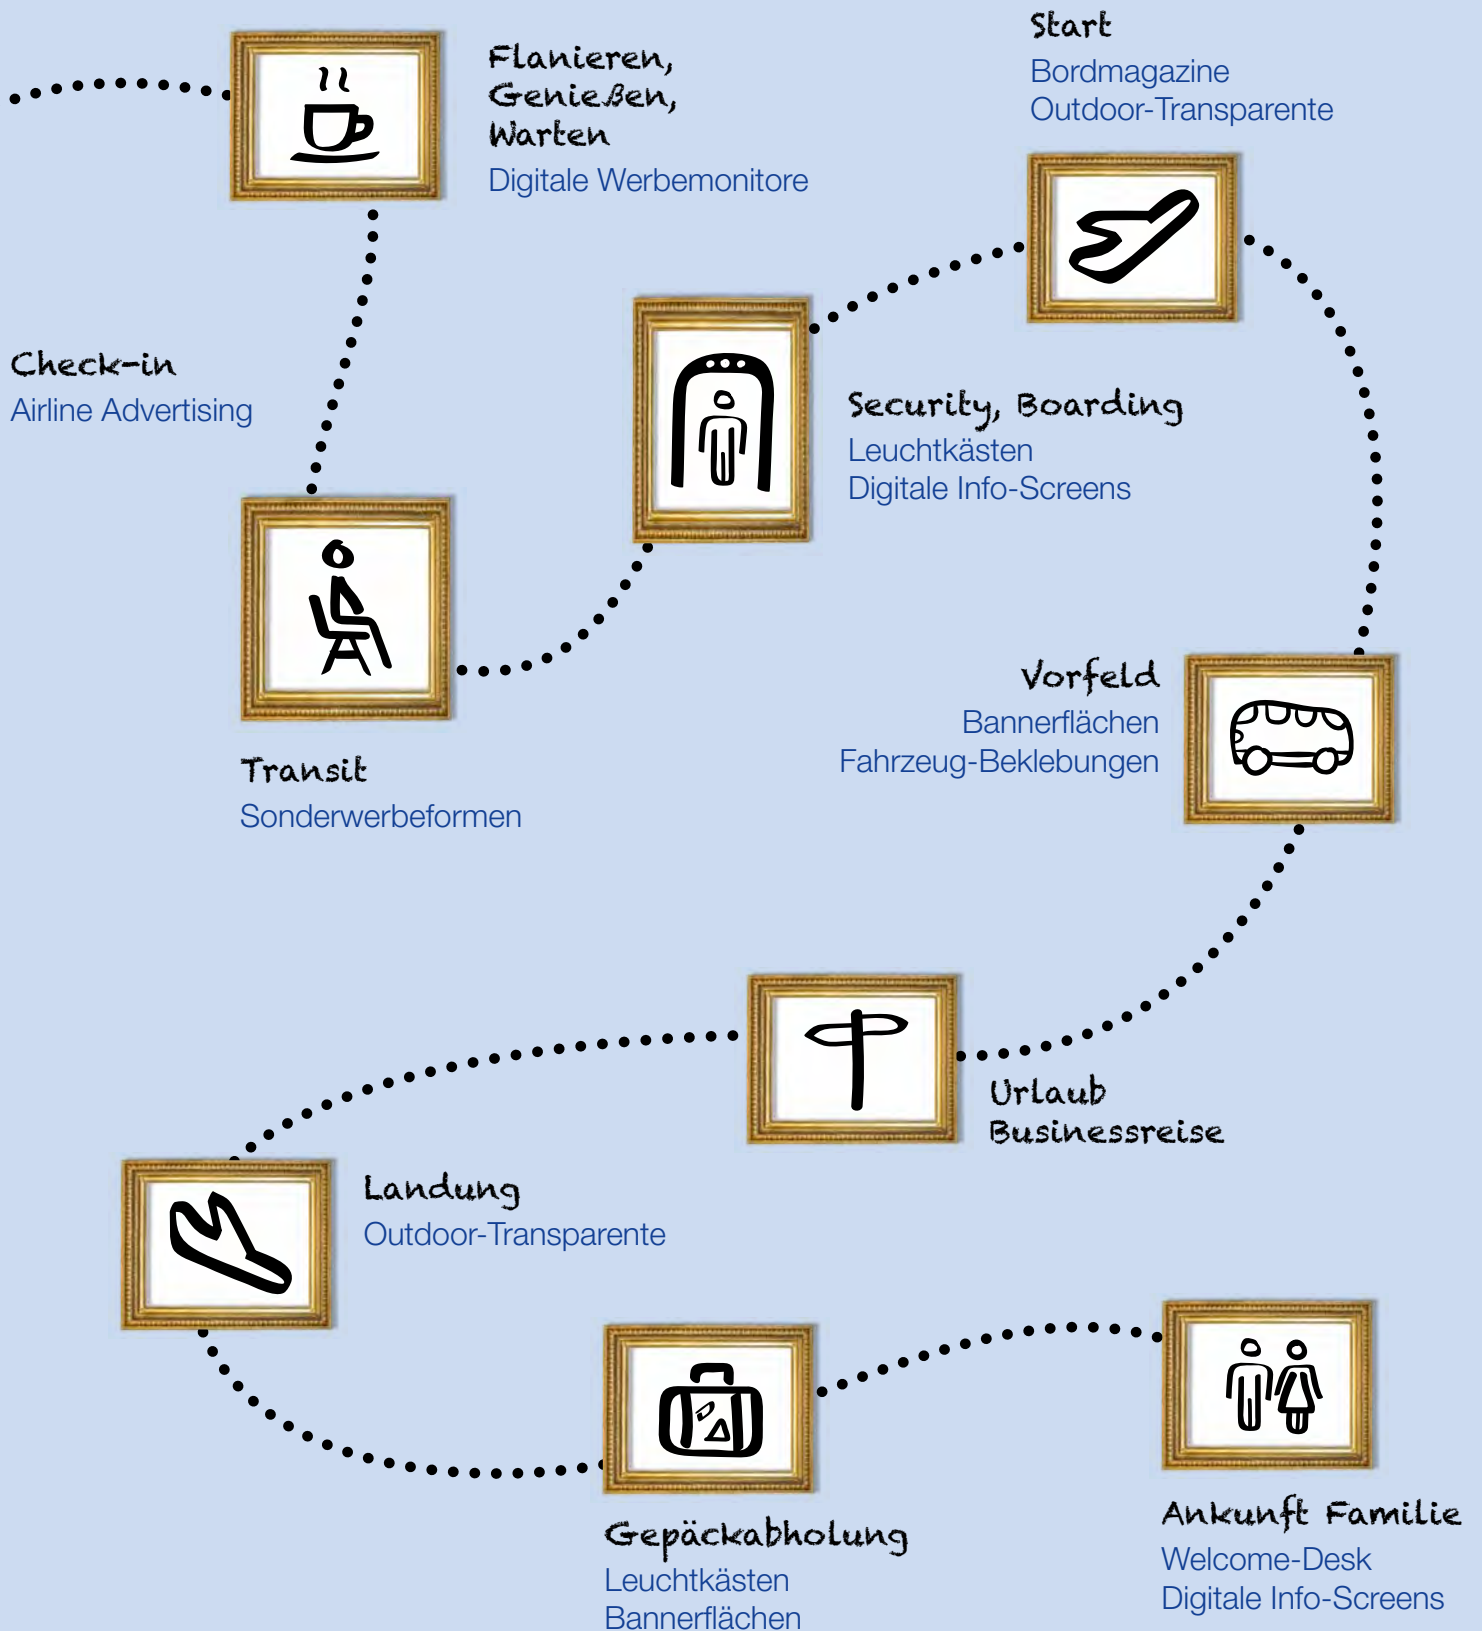 Flanieren,
Genießen,
Warten
Digitale Werbemonitore
Start
Bordmagazine
Outdoor-Transparente
Check-in
Airline Advertising
Security, Boarding
Leuchtkästen
Digitale Info-Screens
Transit
Sonderwerbeformen
Vorfeld
Bannerflächen
Fahrzeug-Beklebungen
Urlaub
Businessreise
Landung
Outdoor-Transparente
Gepäckabholung
Leuchtkästen
Bannerflächen
Ankunft Familie
Welcome-Desk
Digitale Info-Screens